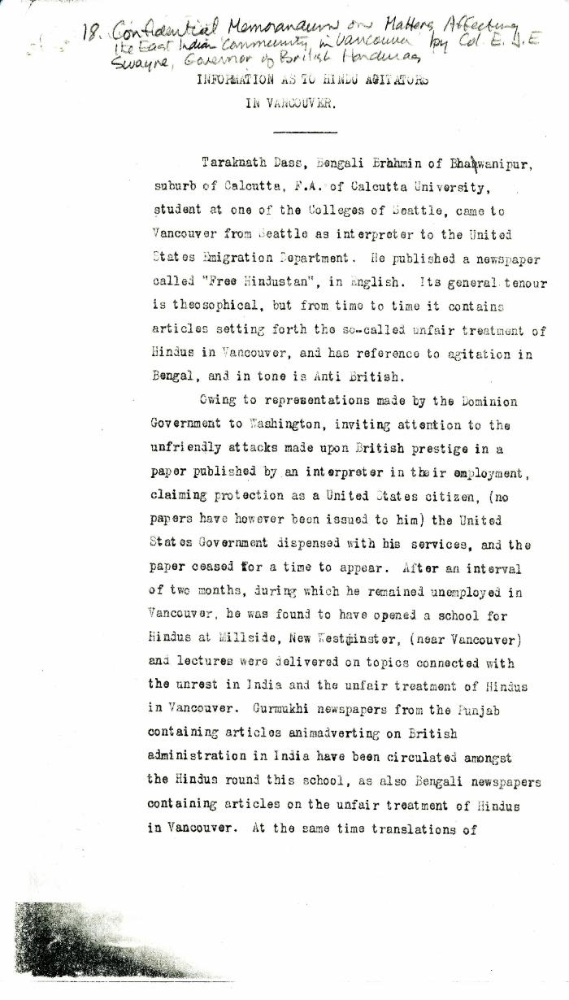 18. Confidential Memorandum on Matters Affecting
the East Indian Community in Vancouver by Col. E. J. E
Swayne, Governor of British Honduras
INFORMATION AS TO HINDU AGITATORS
IN VANCOUVER.
Taraknath Dass, Bengali Brahmin of Bhawanipur,
suburb of Calcutta, F.A. of Calcutta University,
student at one of the Colleges of Seattle, came to
Vancouver from Seattle as interpreter to the United
States Emigration Department. He published a newspaper
called "Free Hindustan", in English. Its general tenour
is theosophical, but from time to time it contains
articles setting forth the so-called unfair treatment of
Hindus in Vancouver, and has reference to agitation in
Bengal, and in tone is Anti British.
Owing to representations made by the Dominion
Government to Washington, inviting attention to the
unfriendly attacks made upon British prestige in a
paper published by an interpreter in their employment,
claiming protection as a United States citizen, (no
papers have however been issued to him) the United
States Government dispensed with his services, and the
paper ceased for a time to appear. After an interval
of two months, during which he remained unemployed in
Vancouver, he was found to have opened a school for
Hindus at Millside, New Westminster, (near Vancouver)
and lectures were delivered on topics connected with
the unrest in India and the unfair treatment of Hindus
in Vancouver. Gurmukhi newspapers from the Punjab
containing articles animadverting on British
administration in India have been circulated amongst
the Hindus round this school, as also Bengali newspapers
containing articles on the unfair treatment of Hindus
in Vancouver. At the same time translations of